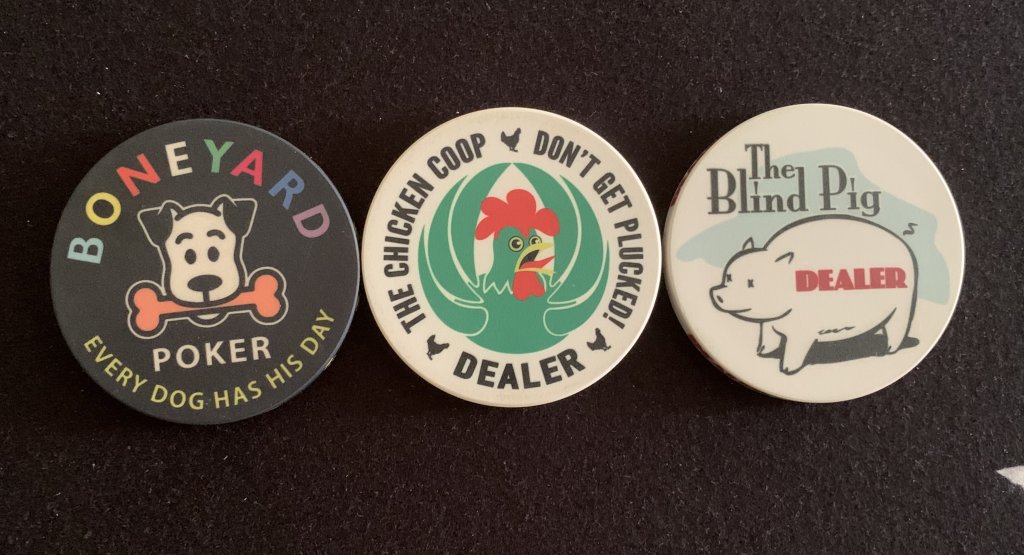 BONEYARD
POKER
EVERY DOG HAS HIS DAY
THE CHICKEN COOP
DON'T GET PLUCKED!
DEALER
The
Blind Pig
DEALER